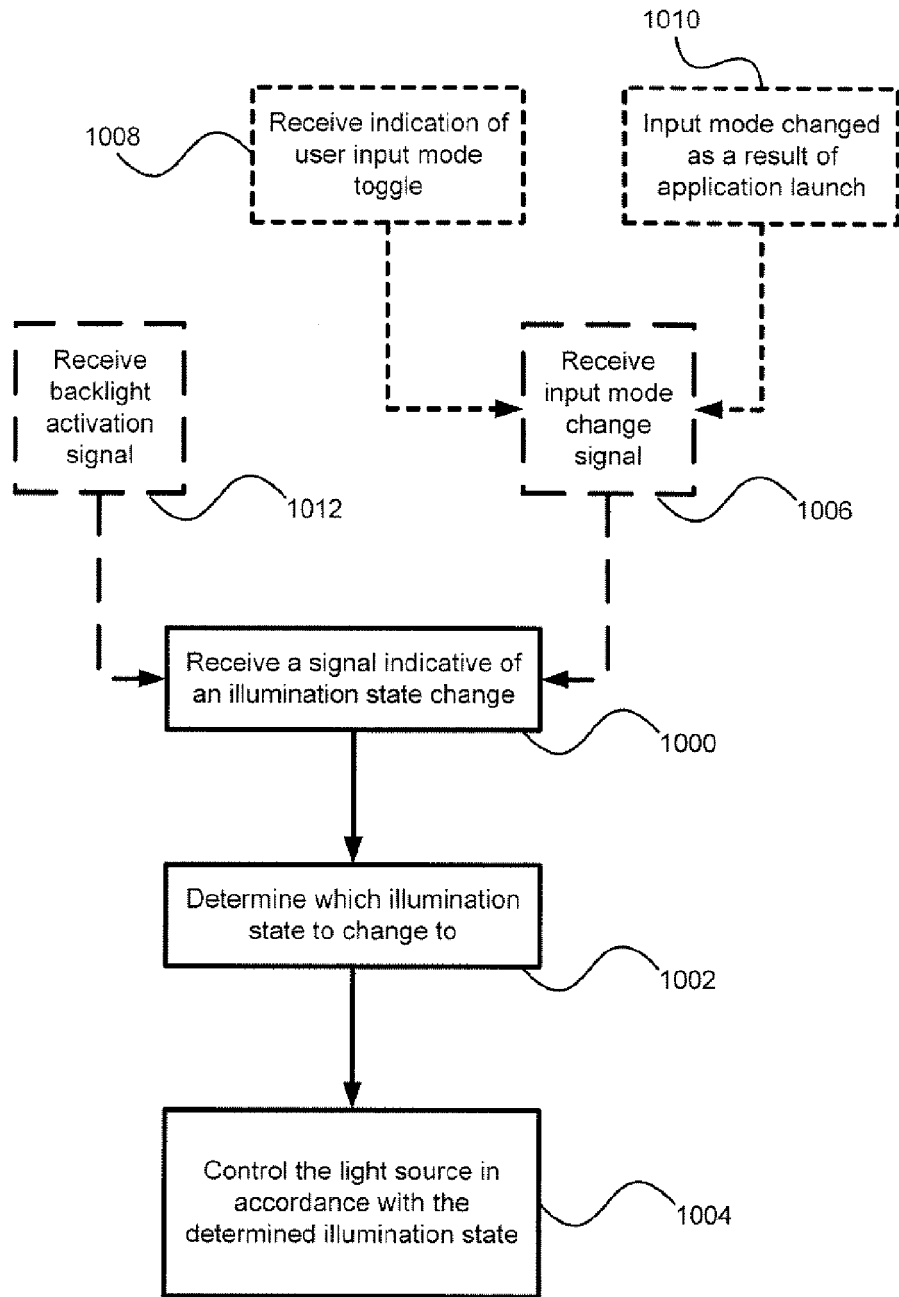 1010
1008
Receive indication of
user input mode
toggle
Input mode changed
as a result of
application launch
Receive
backlight
activation
signal
Receive
input mode
change
signal
1012
1006
Receive a signal indicative of
an illumination state change
1000
Determine which illumination
state to change to
1002
Control the light source in
accordance with the
determined illumination state
1004